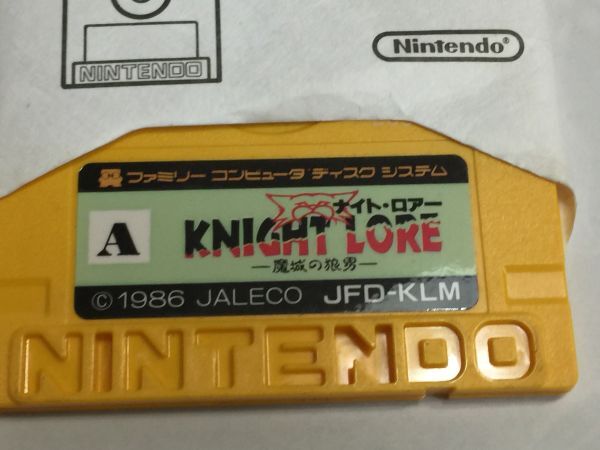 NINTENDO
Nintendo®
ファミリー コンピュータ ディスク システム
A
ナイト・ロアー
KNIGHT LORE
―魔城の狼男―
© 1986 JALECO JFD-KLM
NINTENDO